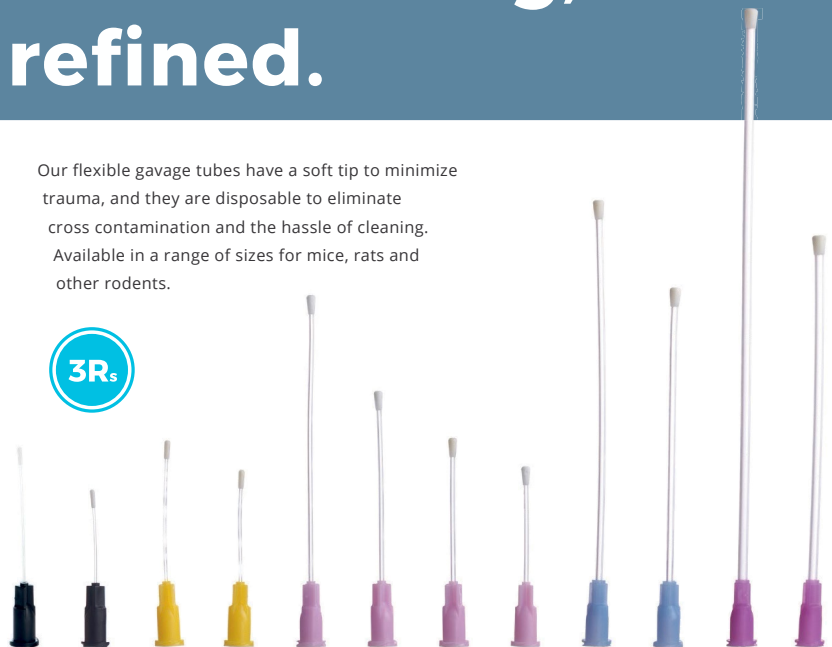 refined.
Our flexible gavage tubes have a soft tip to minimize
trauma, and they are disposable to eliminate
cross contamination and the hassle of cleaning.
Available in a range of sizes for mice, rats and
other rodents.
3Rs